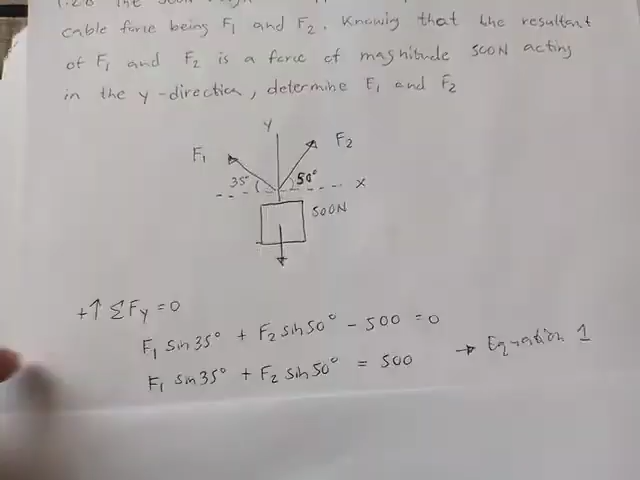 cable force being F₁ and F₂. Knowig that the resultant
of F₁ and F₂ is a force of magnitude 500N acting
in the y-direction, determine F₁ and F₂
Y
F₁
F₂
35°
50°
X
500N
+↑ ΣFy = 0
F₁ sin 35° + F₂ sin 50° - 500 = 0
F₁ sin 35° + F₂ sin 50° = 500 → Equation 1